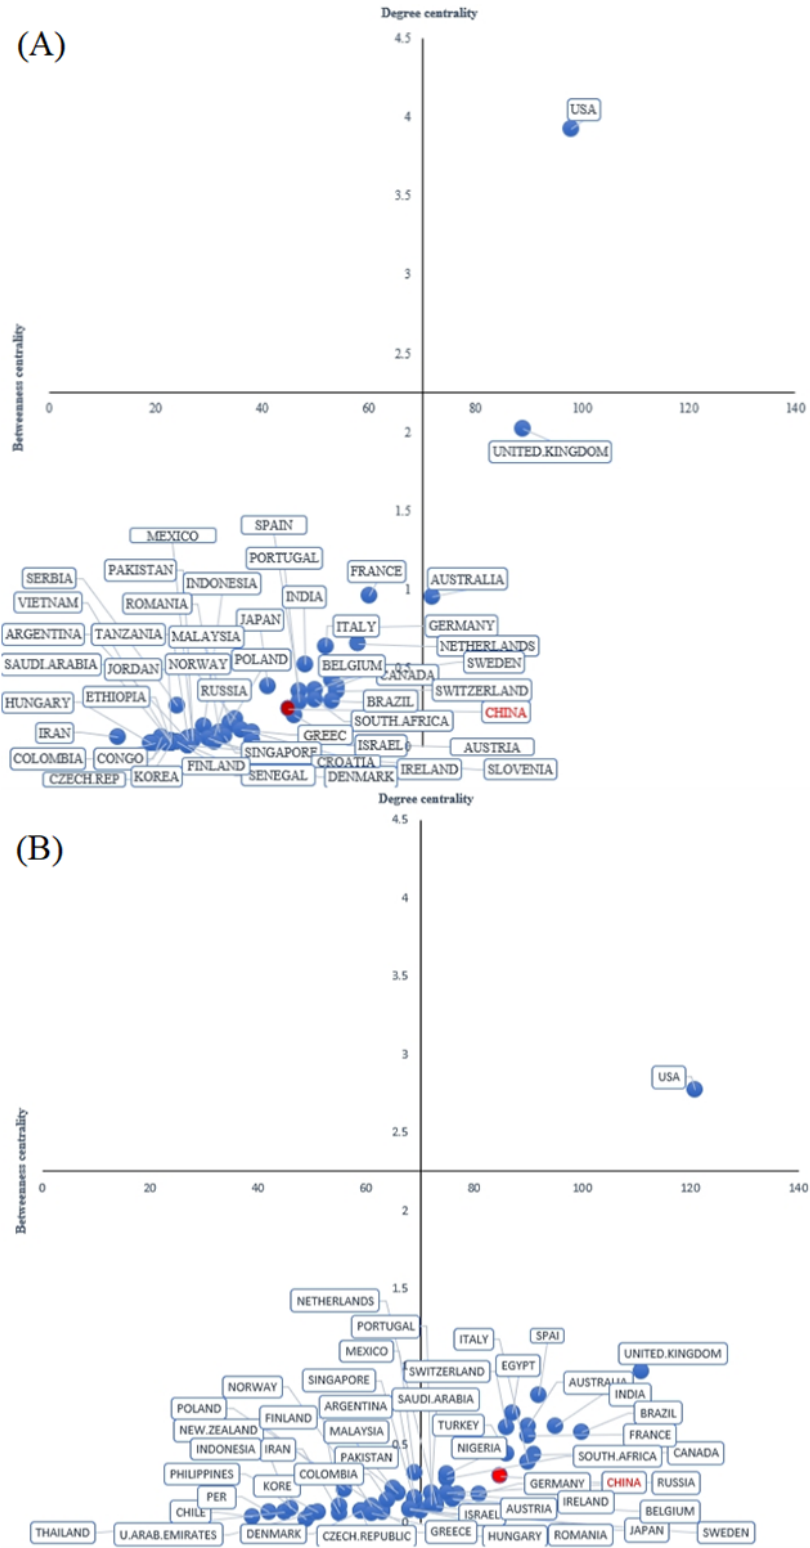 Degree centrality
(A)
4.5
USA
4
3.5
3
2.5
Betweenness centrality
0 20 40 60 80 100 120 140
2
UNITED.KINGDOM
1.5
SPAIN
MEXICO
PORTUGAL
PAKISTAN
FRANCE
SERBIA
INDONESIA
AUSTRALIA
1
VIETNAM
ROMANIA
INDIA
JAPAN
ITALY
GERMANY
ARGENTINA
TANZANIA
MALAYSIA
NETHERLANDS
SAUDI.ARABIA
JORDAN
NORWAY
POLAND
BELGIUM
0.5
SWEDEN
CANADA
RUSSIA
SWITZERLAND
HUNGARY
ETHIOPIA
BRAZIL
CHINA
SOUTH.AFRICA
IRAN
GREEC
ISRAEL
0
AUSTRIA
COLOMBIA
CONGO
SINGAPORE
CROATIA
FINLAND
IRELAND
SLOVENIA
CZECH.REP
KOREA
SENEGAL
DENMARK
Degree centrality
(B)
4.5
4
3.5
3
USA
2.5
Betweenness centrality
0 20 40 60 80 100 120 140
2
1.5
NETHERLANDS
PORTUGAL
ITALY
SPAI
MEXICO
UNITED.KINGDOM
SWITZERLAND
EGYPT
SINGAPORE
AUSTRALIA
NORWAY
INDIA
SAUDI.ARABIA
POLAND
ARGENTINA
BRAZIL
FINLAND
NEW.ZEALAND
MALAYSIA
TURKEY
FRANCE
INDONESIA
IRAN
0.5
NIGERIA
CANADA
PAKISTAN
SOUTH.AFRICA
PHILIPPINES
COLOMBIA
KORE
GERMANY
CHINA
RUSSIA
PER
IRELAND
CHILE
AUSTRIA
BELGIUM
ISRAEL
0
THAILAND
U.ARAB.EMIRATES
DENMARK
CZECH.REPUBLIC
GREECE
HUNGARY
ROMANIA
JAPAN
SWEDEN